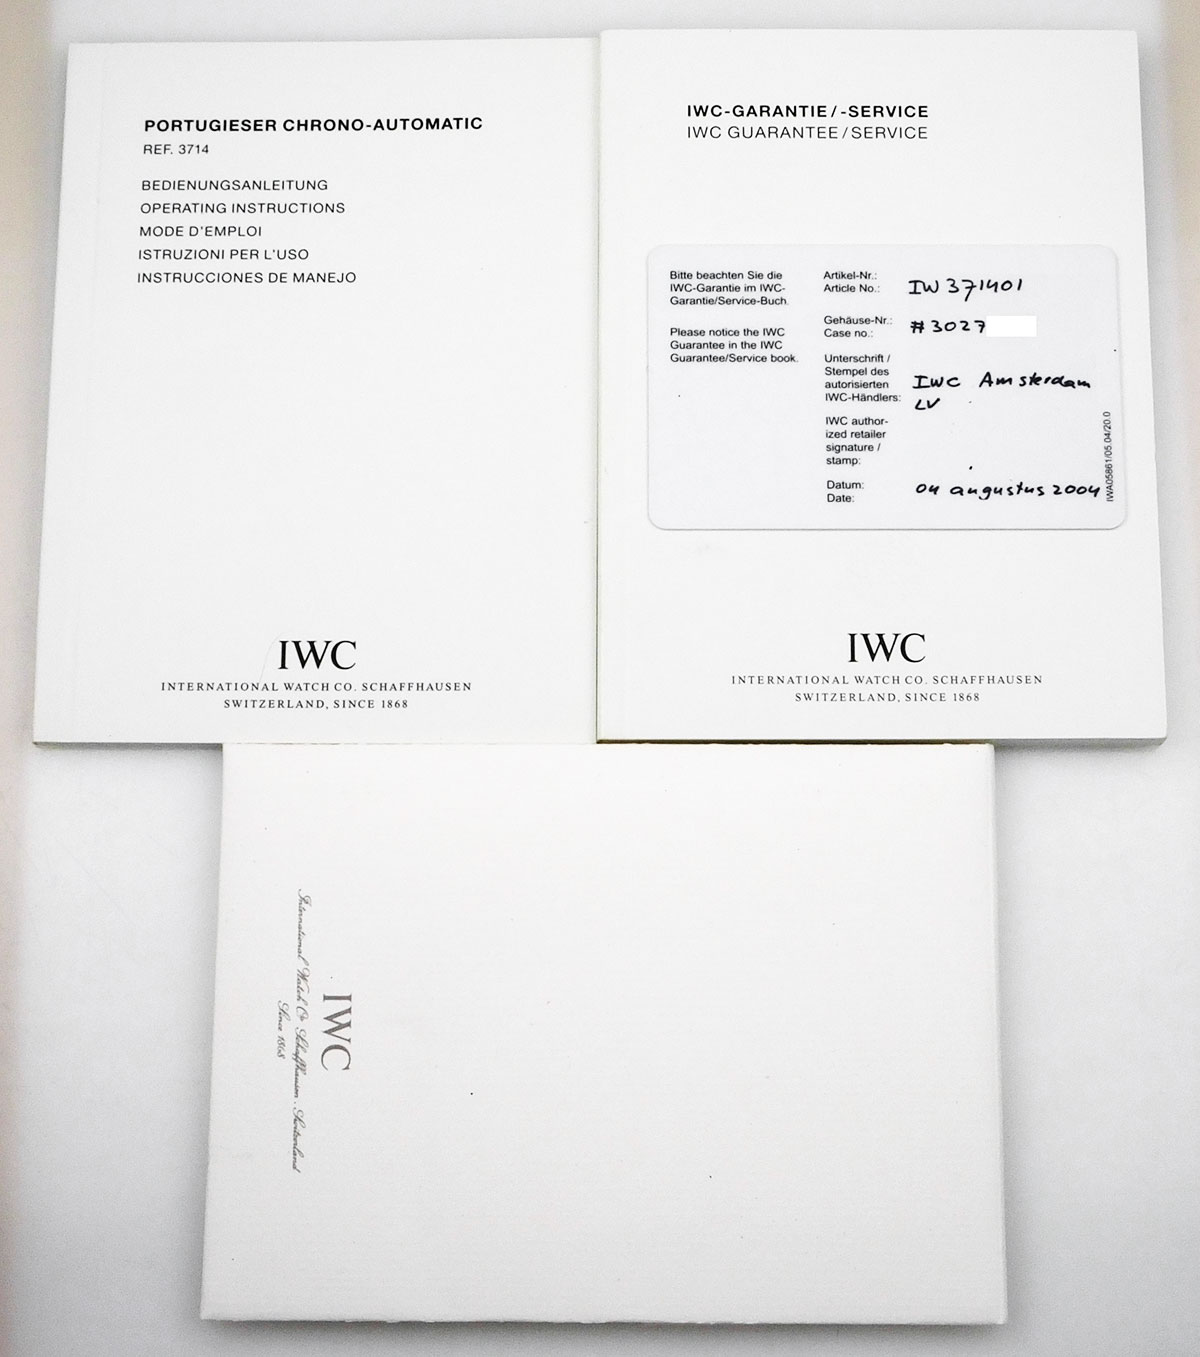 PORTUGIESER CHRONO-AUTOMATIC
REF. 3714
BEDIENUNGSANLEITUNG
OPERATING INSTRUCTIONS
MODE D'EMPLOI
ISTRUZIONI PER L'USO
INSTRUCCIONES DE MANEJO
IWC
INTERNATIONAL WATCH CO. SCHAFFHAUSEN
SWITZERLAND, SINCE 1868
IWC-GARANTIE/-SERVICE
IWC GUARANTEE/SERVICE
Bitte beachten Sie die
IWC-Garantie im IWC-
Garantie/Service-Buch.
Please notice the IWC
Guarantee in the IWC
Guarantee/Service book.
Artikel-Nr.:
Article No.: IW 371401
Gehäuse-Nr.:
Case no.: #3027
Unterschrift /
Stempel des
autorisierten
IWC-Händlers:
IWC author-
ized retailer
signature /
stamp:
IWC Amsterdam
LV
Datum:
Date:
04 augustus 2004
IWA05861/05.04/20.0
IWC
INTERNATIONAL WATCH CO. SCHAFFHAUSEN
SWITZERLAND, SINCE 1868
IWC
International Watch Co. Schaffhausen . Switzerland
Since 1868